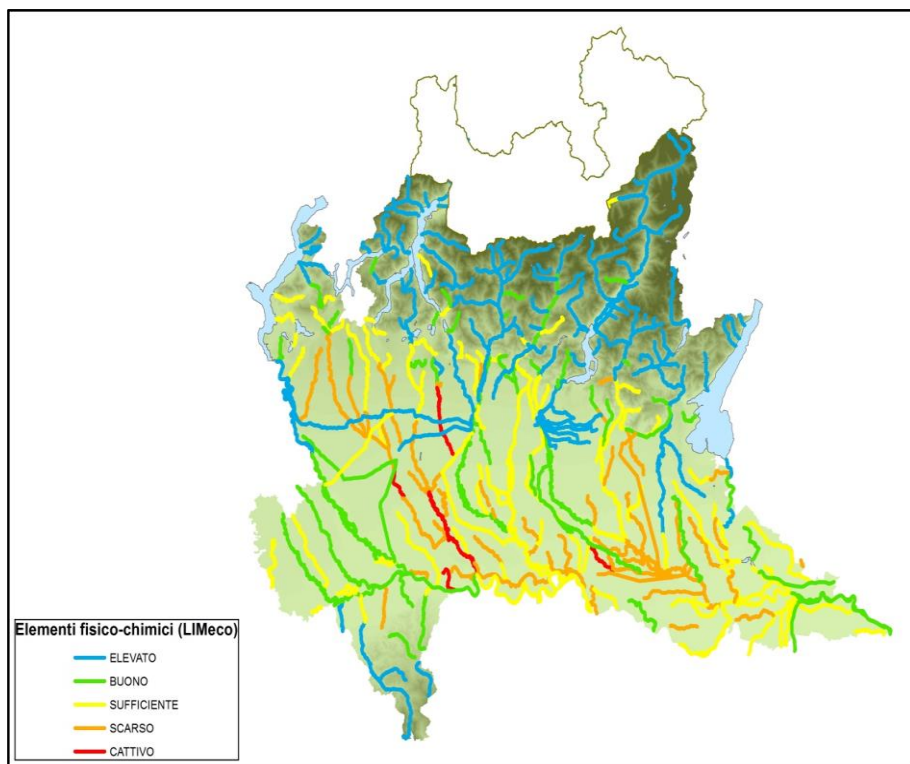 Elementi fisico-chimici (LIMeco)
ELEVATO
BUONO
SUFFICIENTE
SCARSO
CATTIVO